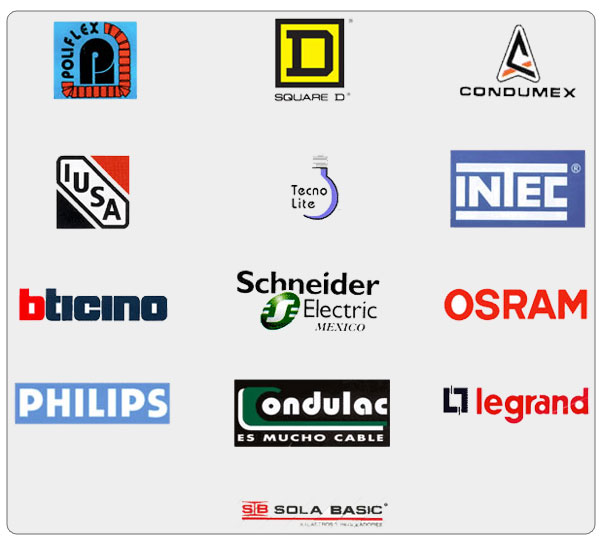 POLIFLEX
P
D
SQUARE D®
CONDUMEX
IUSA
Tecno
Lite
INTEC®
bticino
Schneider
Electric
MEXICO
OSRAM
PHILIPS
Condulac
ES MUCHO CABLE
legrand
STB SOLA BASIC®